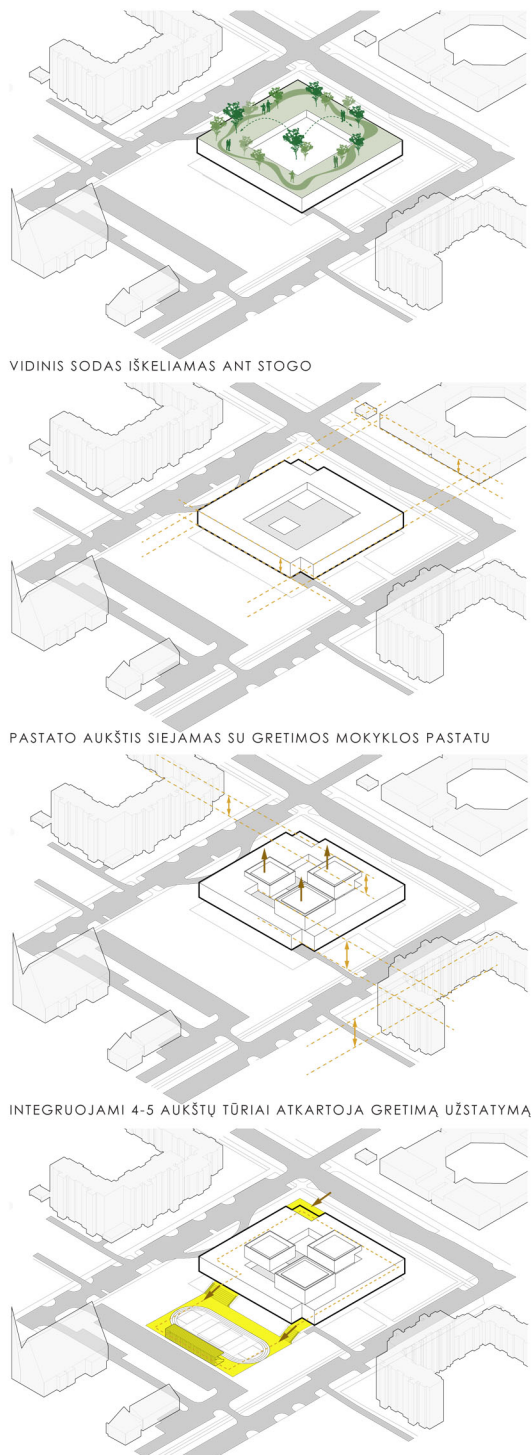 VIDINIS SODAS IŠKELIAMAS ANT STOGO
PASTATO AUKŠTIS SIEJAMAS SU GRETIMOS MOKYKLOS PASTATU
INTEGRUOJAMI 4-5 AUKŠTŲ TŪRIAI ATKARTOJA GRETIMĄ UŽSTATYMĄ